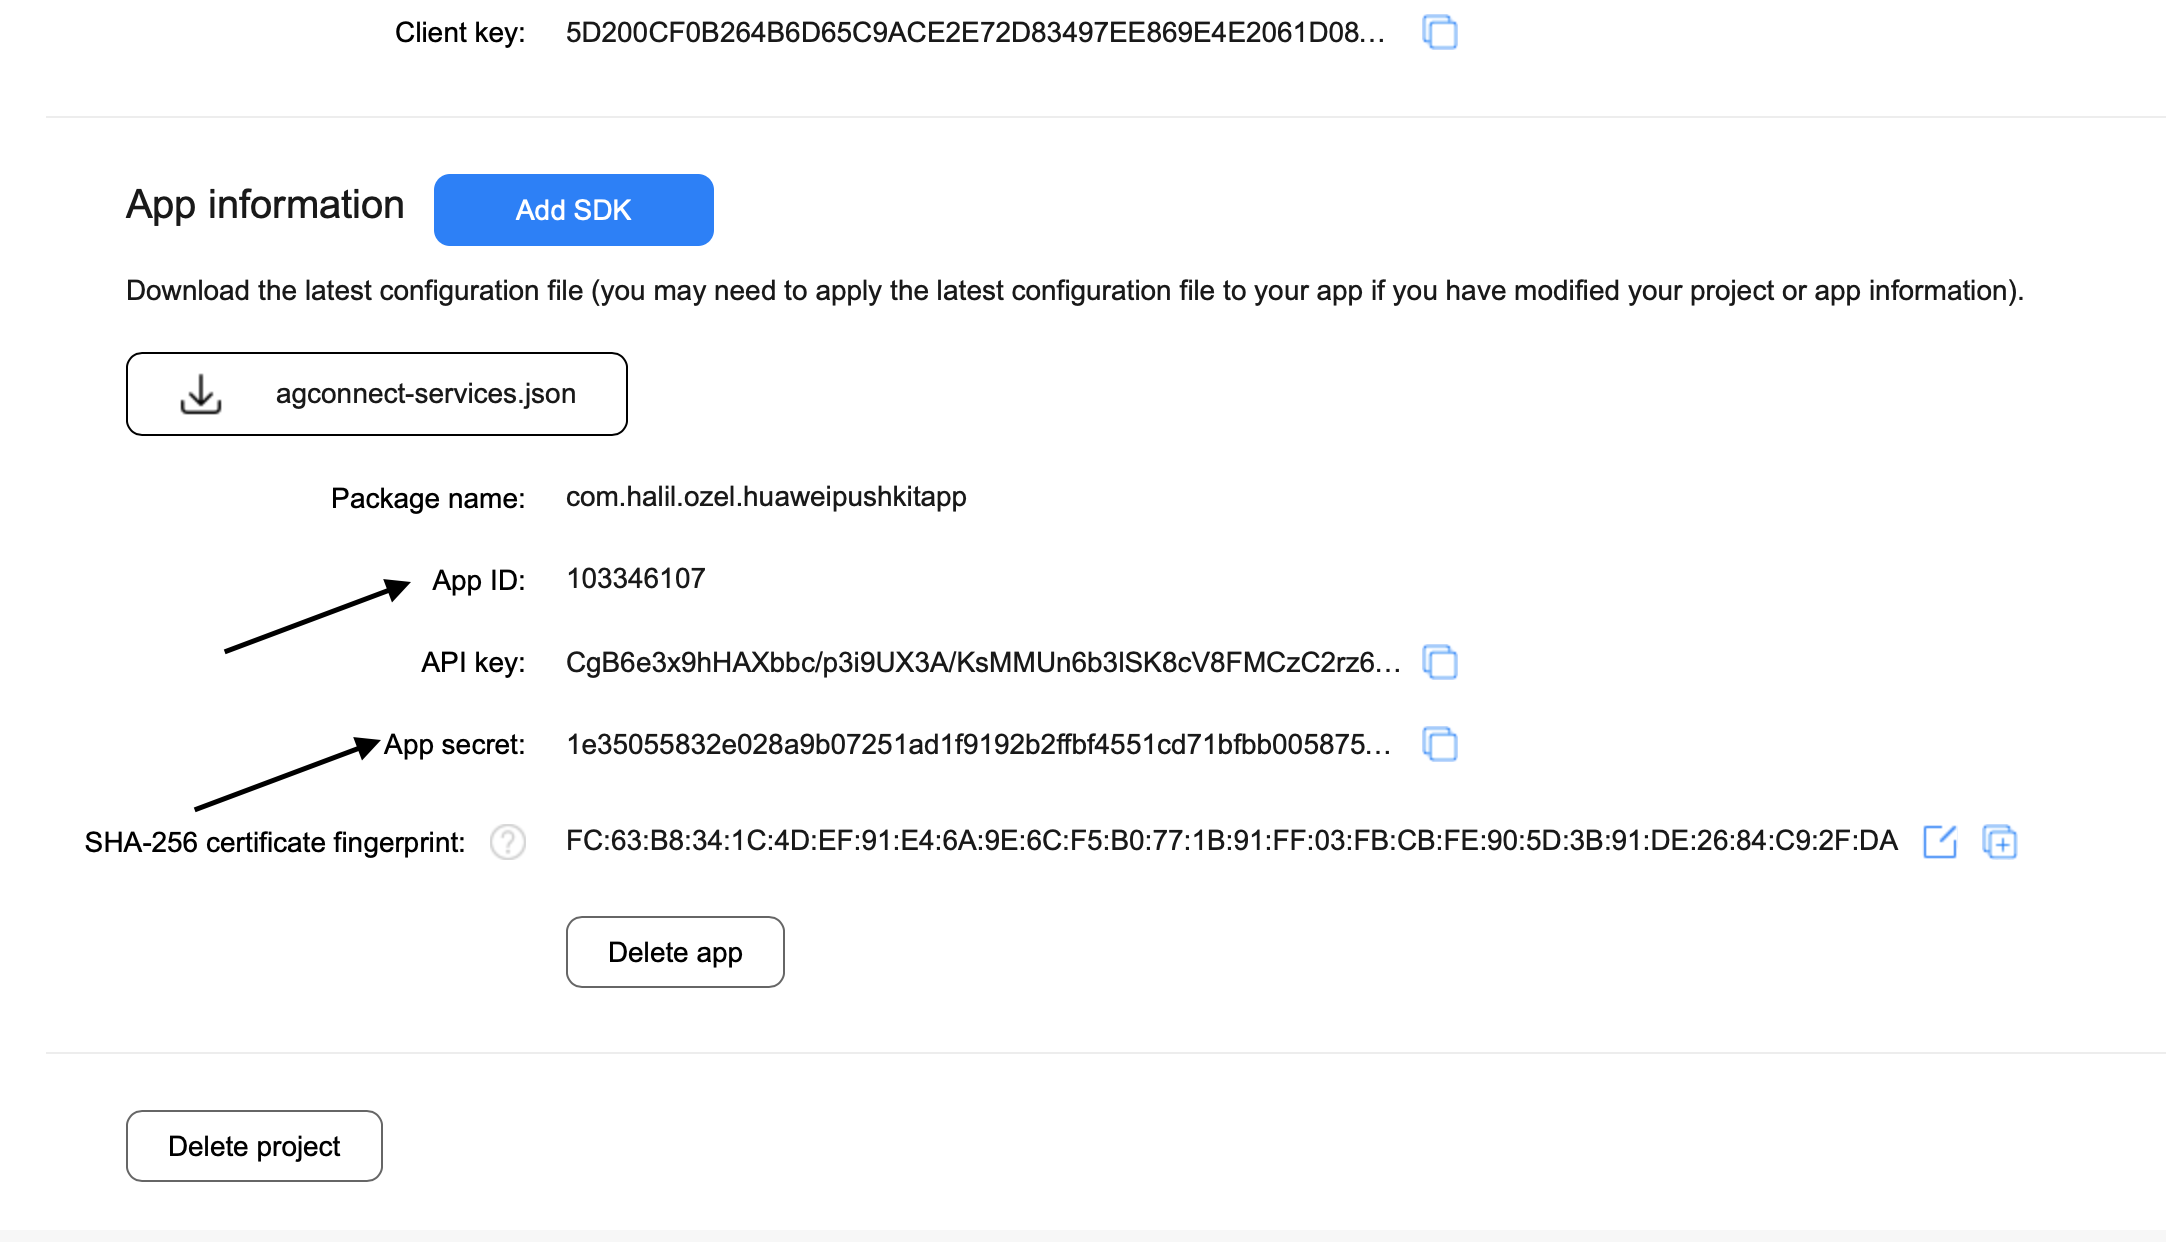 Client key: 5D200CF0B264B6D65C9ACE2E72D83497EE869E4E2061D08...
App information Add SDK
Download the latest configuration file (you may need to apply the latest configuration file to your app if you have modified your project or app information).
agconnect-services.json
Package name: com.halil.ozel.huaweipushkitapp
App ID: 103346107
API key: CgB6e3x9hHAXbbc/p3i9UX3A/KsMMUn6b3ISK8cV8FMCzC2rz6...
App secret: 1e35055832e028a9b07251ad1f9192b2ffbf4551cd71bfbb005875...
SHA-256 certificate fingerprint: ? FC:63:B8:34:1C:4D:EF:91:E4:6A:9E:6C:F5:B0:77:1B:91:FF:03:FB:CB:FE:90:5D:3B:91:DE:26:84:C9:2F:DA
Delete app
Delete project